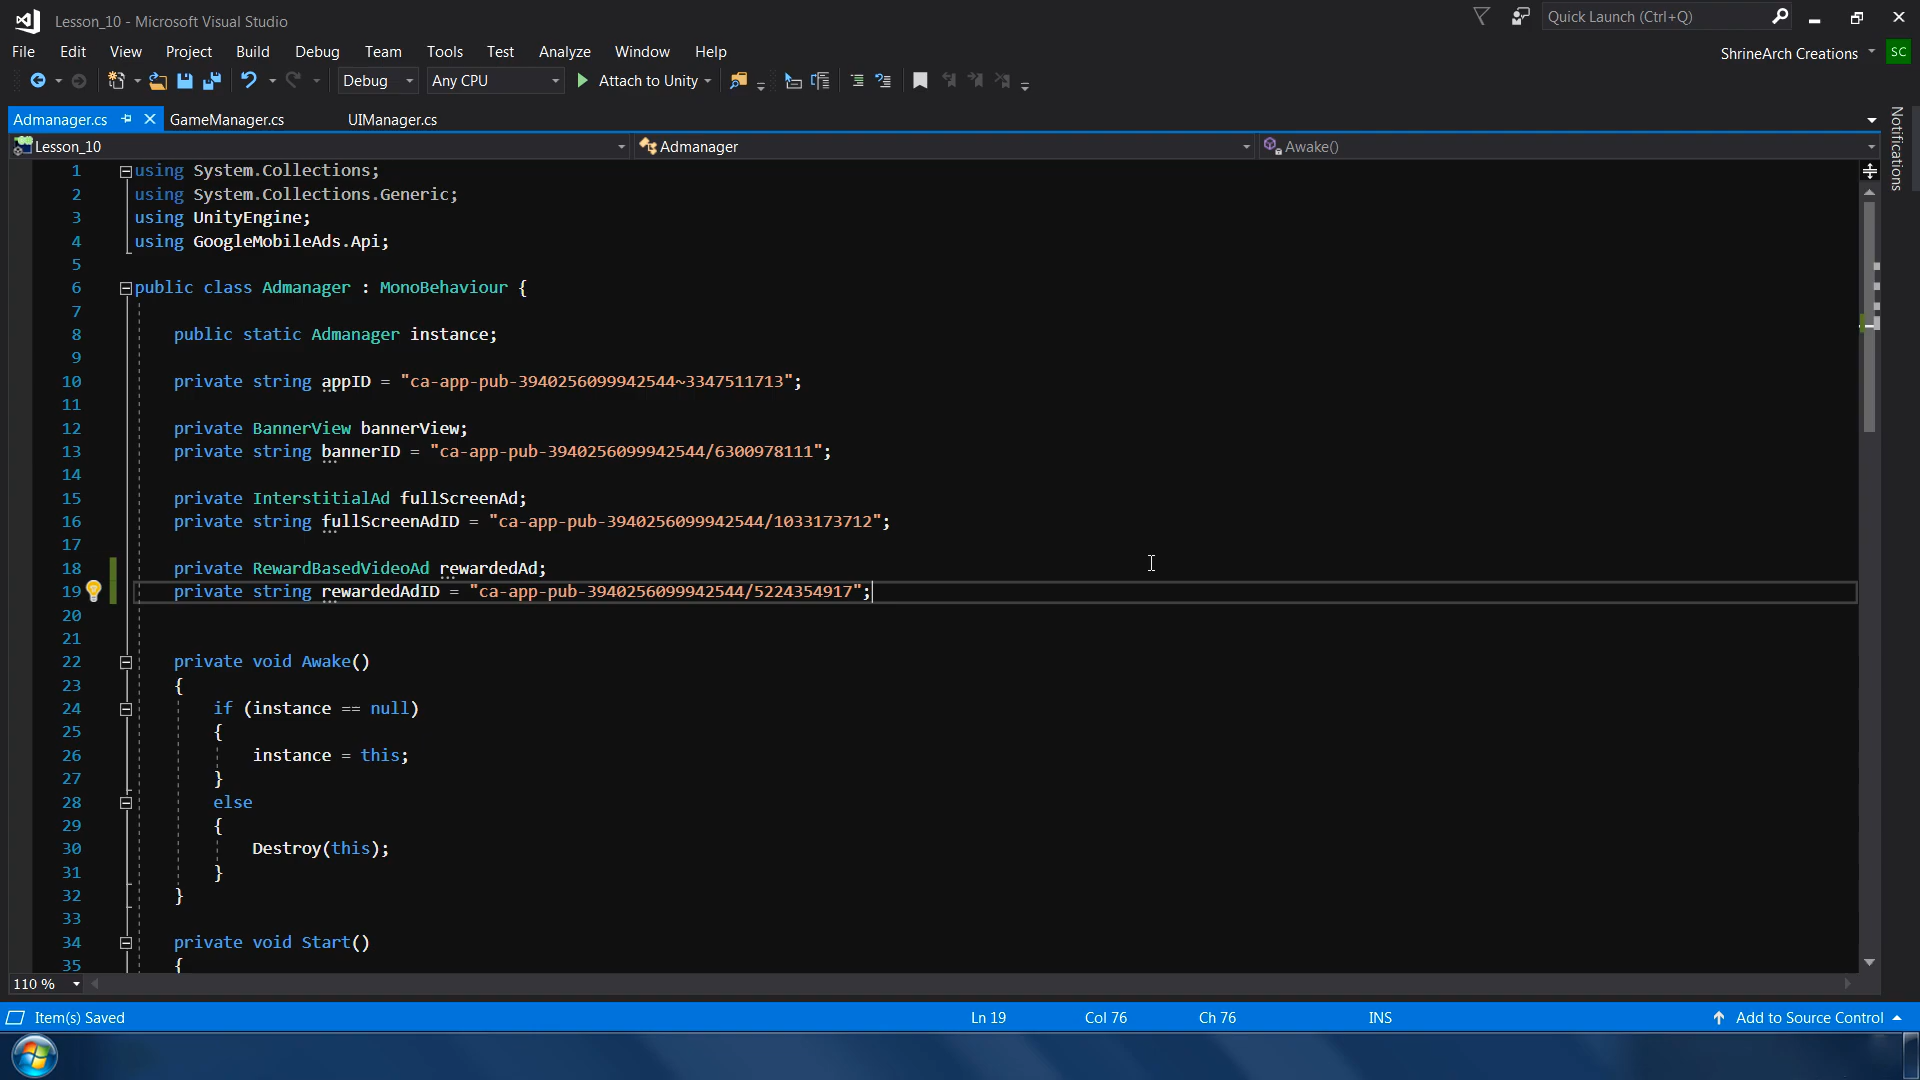 Lesson_10 - Microsoft Visual Studio
Quick Launch (Ctrl+Q)
File Edit View Project Build Debug Team Tools Test Analyze Window Help
ShrineArch Creations SC
Debug Any CPU Attach to Unity
Admanager.cs GameManager.cs UIManager.cs
Lesson_10 Admanager Awake()
Notifications
1 using System.Collections;
2 using System.Collections.Generic;
3 using UnityEngine;
4 using GoogleMobileAds.Api;
5
6 public class Admanager : MonoBehaviour {
7
8 public static Admanager instance;
9
10 private string appID = "ca-app-pub-3940256099942544~3347511713";
11
12 private BannerView bannerView;
13 private string bannerID = "ca-app-pub-3940256099942544/6300978111";
14
15 private InterstitialAd fullScreenAd;
16 private string fullScreenAdID = "ca-app-pub-3940256099942544/1033173712";
17
18 private RewardBasedVideoAd rewardedAd;
19 private string rewardedAdID = "ca-app-pub-3940256099942544/5224354917";
20
21
22 private void Awake()
23 {
24 if (instance == null)
25 {
26 instance = this;
27 }
28 else
29 {
30 Destroy(this);
31 }
32 }
33
34 private void Start()
35 {
110 %
Item(s) Saved Ln 19 Col 76 Ch 76 INS Add to Source Control